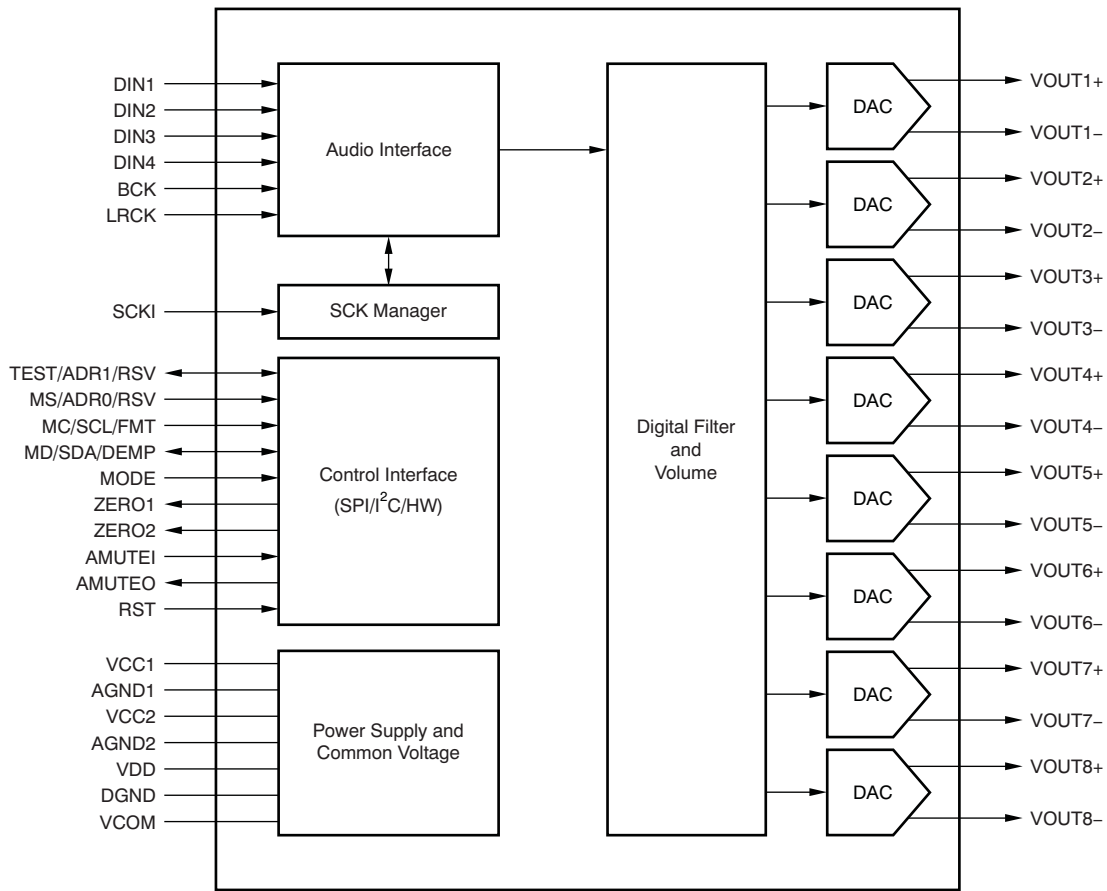 DIN1
DIN2
DIN3
DIN4
BCK
LRCK
Audio Interface
SCKI
SCK Manager
TEST/ADR1/RSV
MS/ADR0/RSV
MC/SCL/FMT
MD/SDA/DEMP
MODE
ZERO1
ZERO2
AMUTEI
AMUTEO
RST
Control Interface
(SPI/I²C/HW)
VCC1
AGND1
VCC2
AGND2
VDD
DGND
VCOM
Power Supply and
Common Voltage
Digital Filter
and
Volume
DAC
DAC
DAC
DAC
DAC
DAC
DAC
DAC
VOUT1+
VOUT1−
VOUT2+
VOUT2−
VOUT3+
VOUT3−
VOUT4+
VOUT4−
VOUT5+
VOUT5−
VOUT6+
VOUT6−
VOUT7+
VOUT7−
VOUT8+
VOUT8−